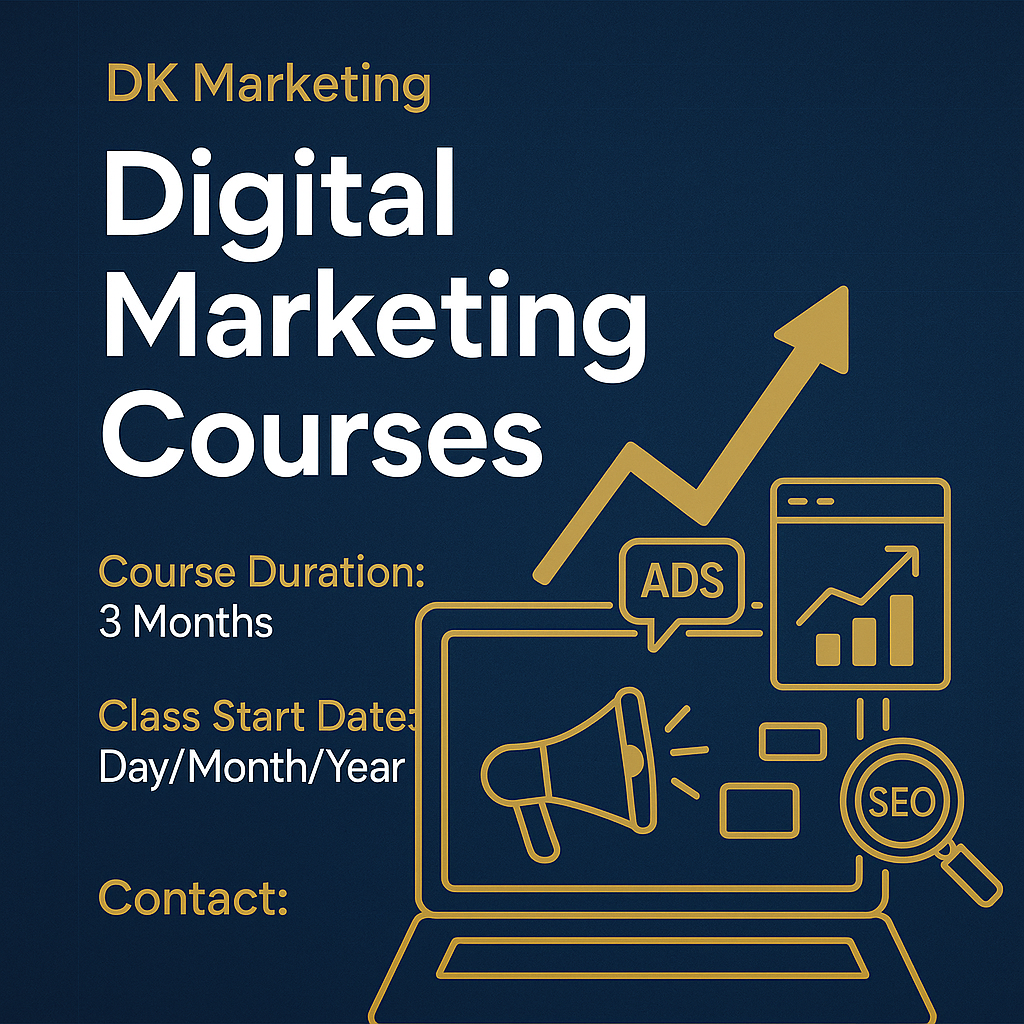 DK Marketing
Digital
Marketing
Courses
Course Duration:
3 Months
Class Start Date:
Day/Month/Year
Contact:
ADS
SEO